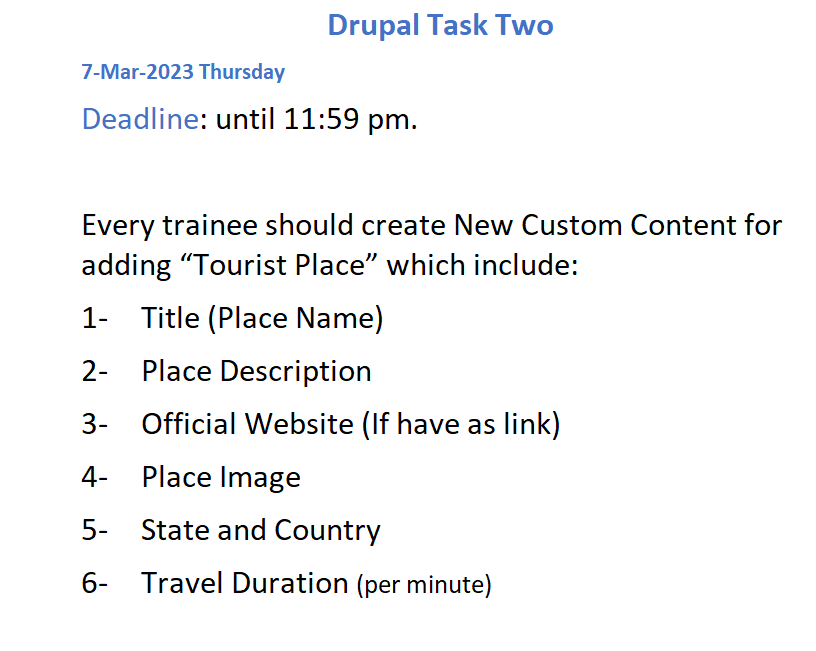 Drupal Task Two
7-Mar-2023 Thursday
Deadline: until 11:59 pm.
Every trainee should create New Custom Content for
adding “Tourist Place” which include:
1- Title (Place Name)
2- Place Description
3- Official Website (If have as link)
4- Place Image
5- State and Country
6- Travel Duration (per minute)